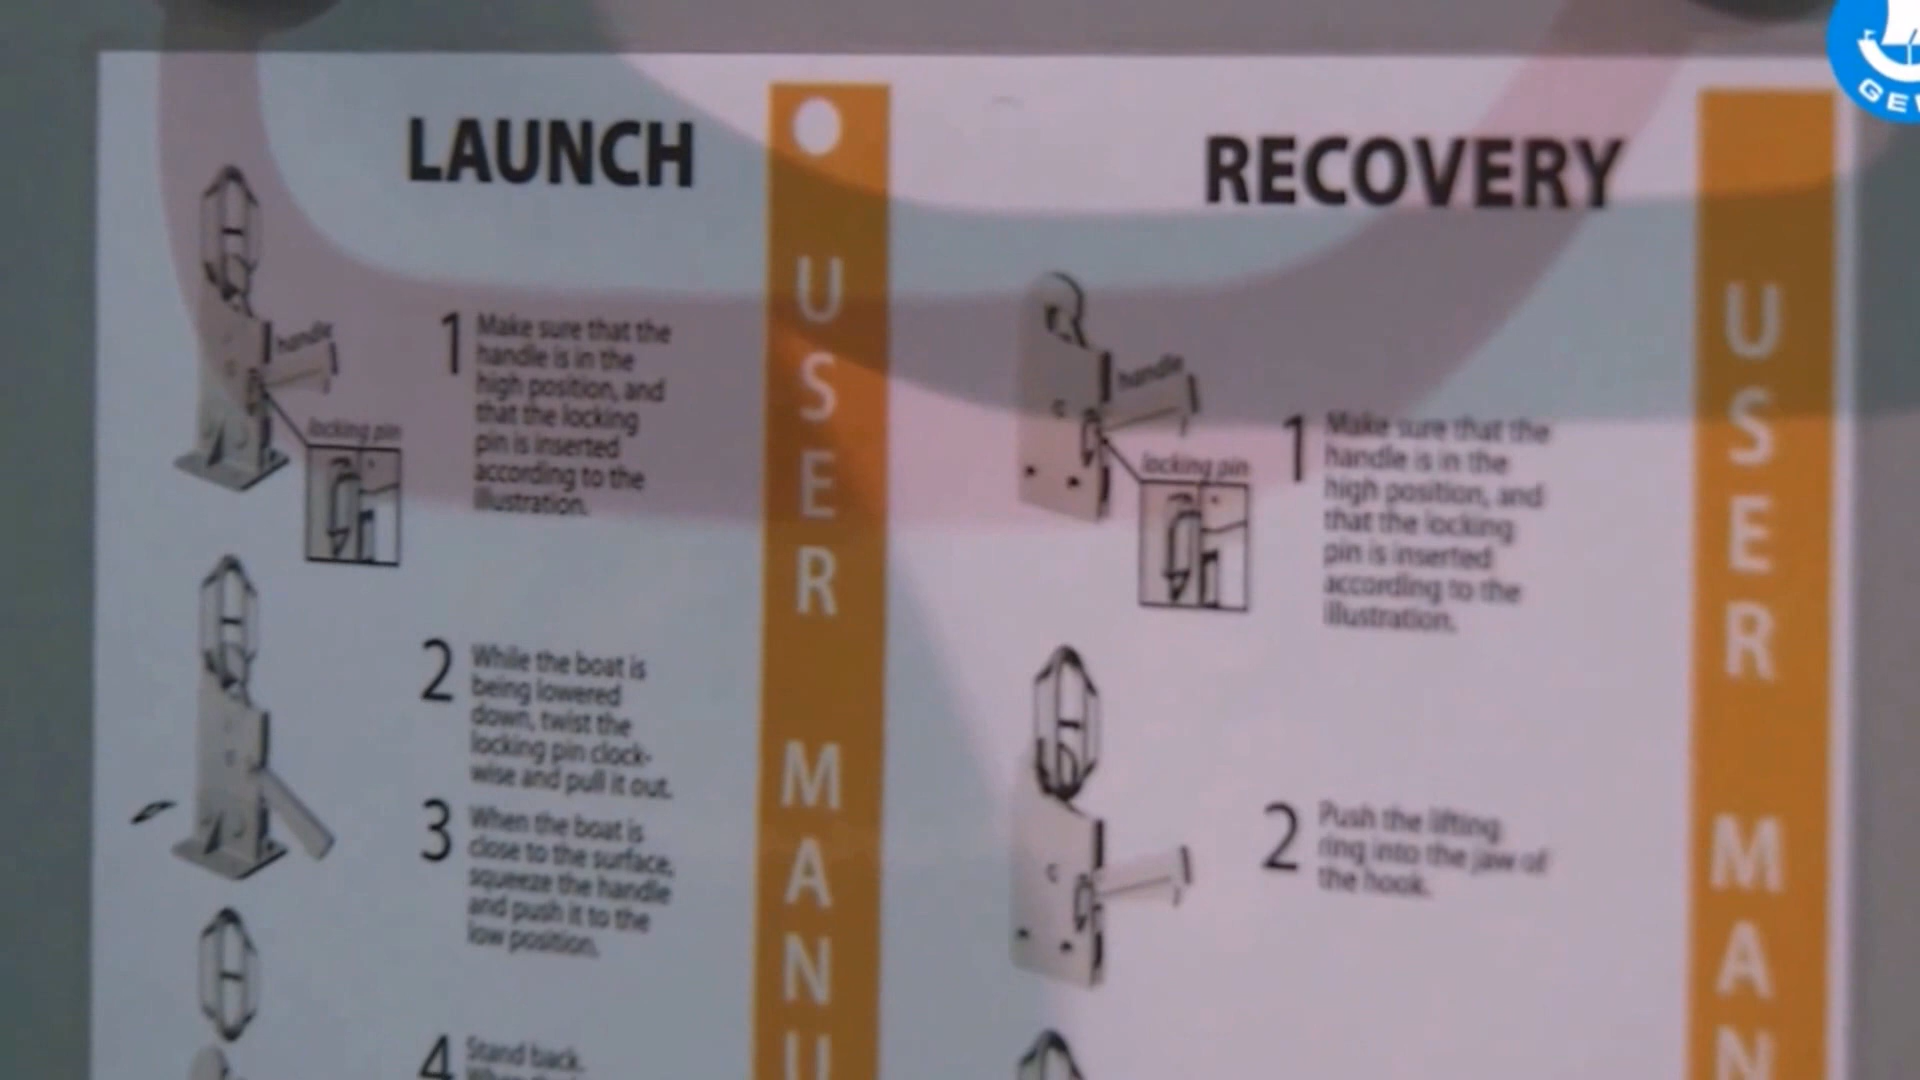 LAUNCH
handle
locking pin
1 Make sure that the
handle is in the
high position, and
that the locking
pin is inserted
according to the
illustration.
2 While the boat is
being lowered
down, twist the
locking pin clock-
wise and pull it out.
3 When the boat is
close to the surface,
squeeze the handle
and push it to the
low position.
4 Stand back.
USER MANU
RECOVERY
handle
locking pin
1 Make sure that the
handle is in the
high position, and
that the locking
pin is inserted
according to the
illustration.
2 Push the lifting
ring into the jaw of
the hook.
USER MAN
GE